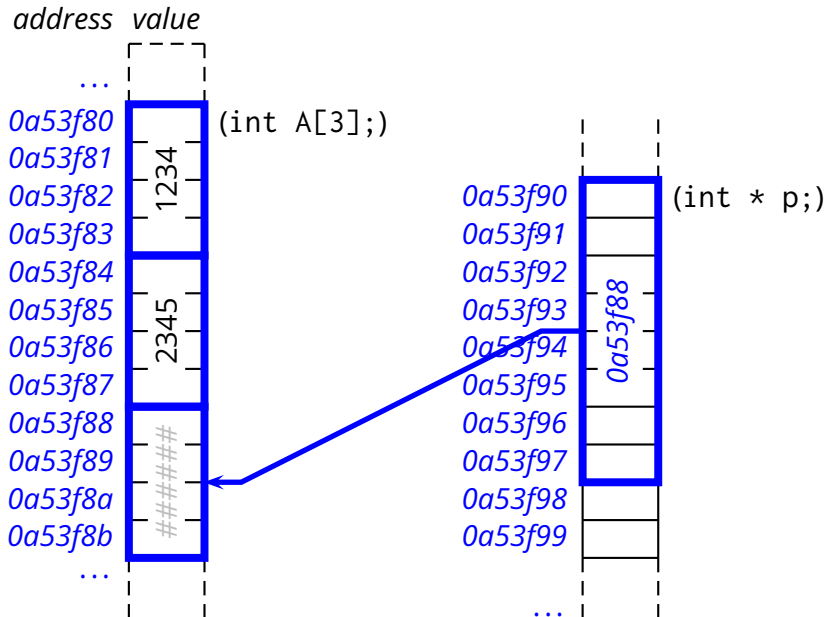 address value
...
0a53f80 (int A[3];)
0a53f81
0a53f82
0a53f83
1234
0a53f84
0a53f85
0a53f86
0a53f87
2345
0a53f88
0a53f89
0a53f8a
0a53f8b
######
...
0a53f90 (int * p;)
...
0a53f91
0a53f92
0a53f93
0a53f94
0a53f95
0a53f96
0a53f97
0a53f88
0a53f98
0a53f99
...